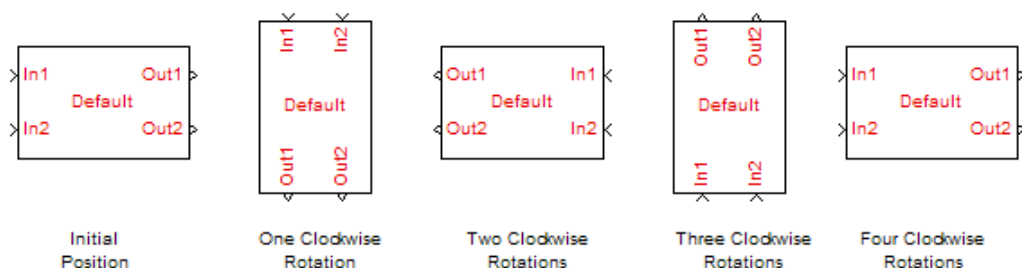 In1 Out1
Default
In2 Out2
Initial
Position
In1 In2
Default
Out1 Out2
One Clockwise
Rotation
Out1 In1
Default
Out2 In2
Two Clockwise
Rotations
Out1 Out2
Default
In1 In2
Three Clockwise
Rotations
In1 Out1
Default
In2 Out2
Four Clockwise
Rotations